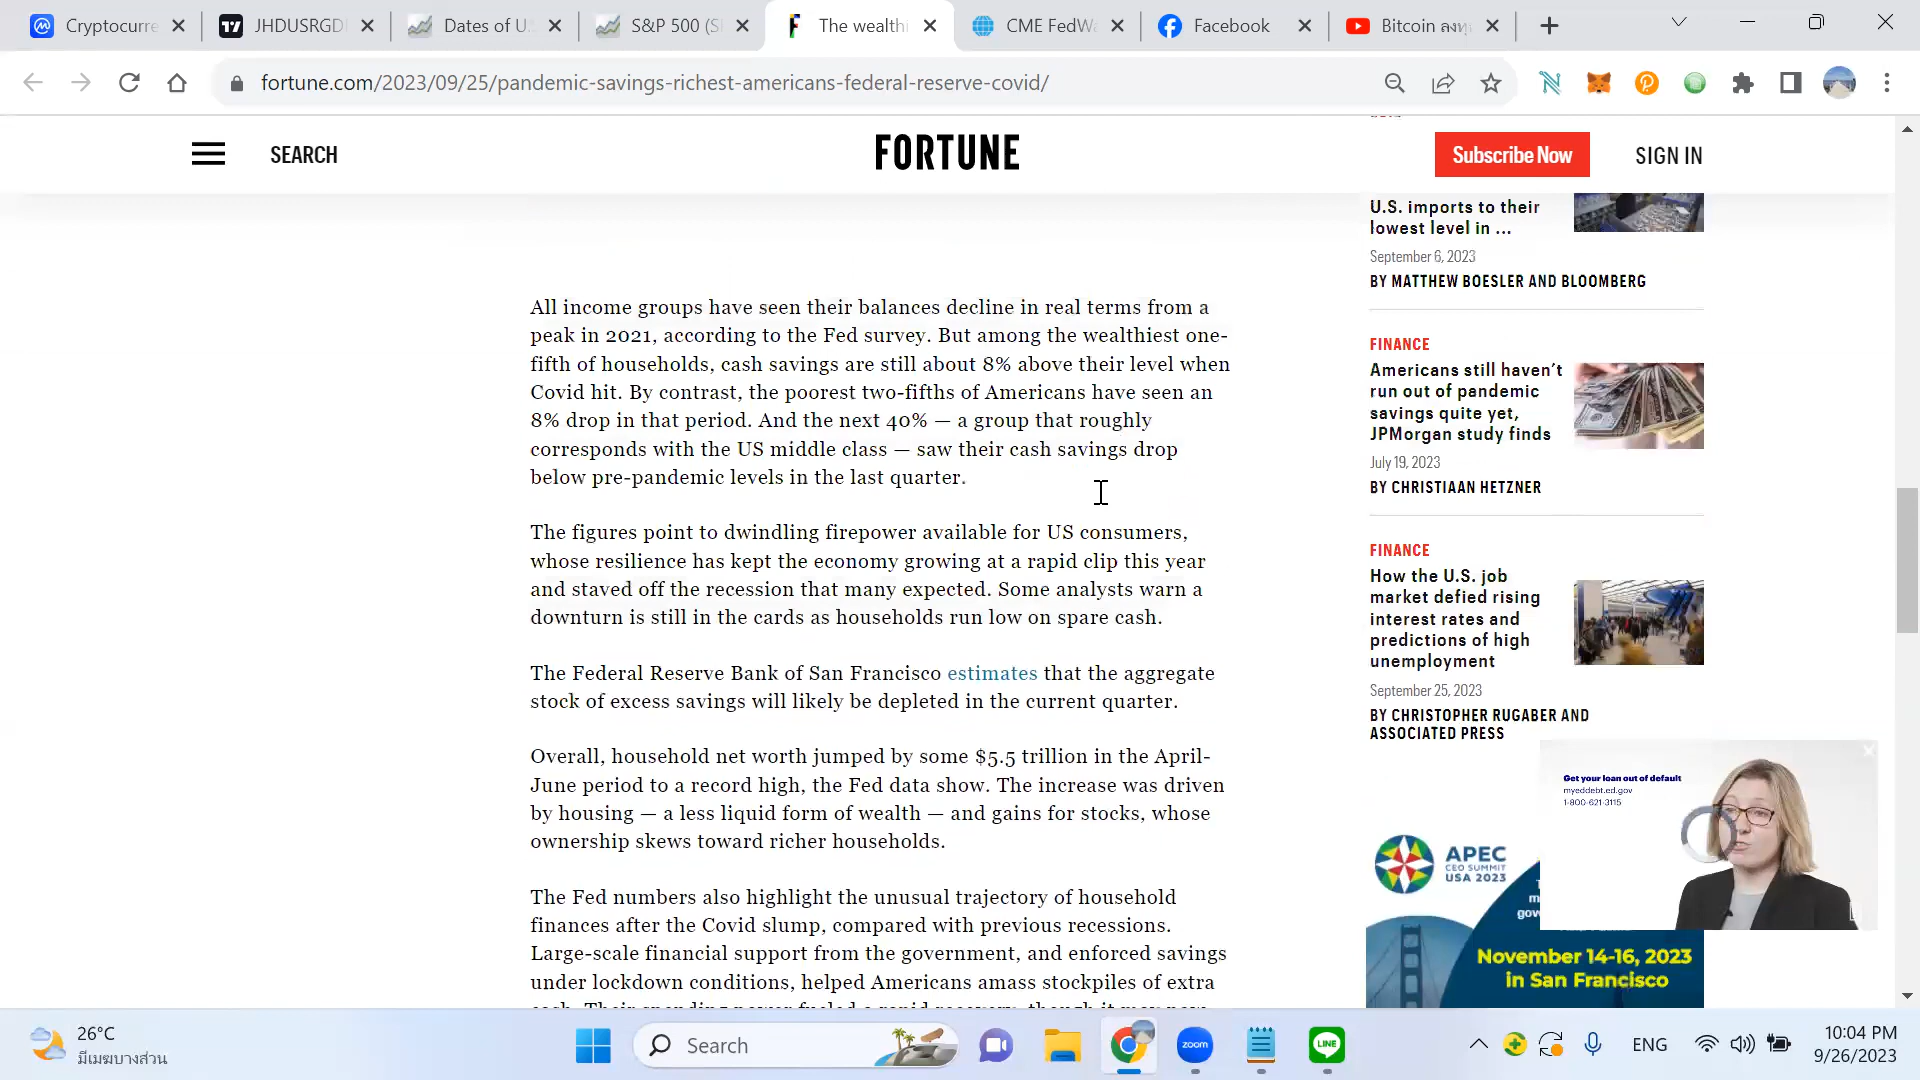 Cryptocurre
JHDUSRGD
Dates of U.
S&P 500 (S
The wealthi
CME FedWa
Facebook
Bitcoin ลงทุ
fortune.com/2023/09/25/pandemic-savings-richest-americans-federal-reserve-covid/
SEARCH
FORTUNE
Subscribe Now
SIGN IN
All income groups have seen their balances decline in real terms from a
peak in 2021, according to the Fed survey. But among the wealthiest one-
fifth of households, cash savings are still about 8% above their level when
Covid hit. By contrast, the poorest two-fifths of Americans have seen an
8% drop in that period. And the next 40% — a group that roughly
corresponds with the US middle class — saw their cash savings drop
below pre-pandemic levels in the last quarter.
The figures point to dwindling firepower available for US consumers,
whose resilience has kept the economy growing at a rapid clip this year
and staved off the recession that many expected. Some analysts warn a
downturn is still in the cards as households run low on spare cash.
The Federal Reserve Bank of San Francisco estimates that the aggregate
stock of excess savings will likely be depleted in the current quarter.
Overall, household net worth jumped by some $5.5 trillion in the April-
June period to a record high, the Fed data show. The increase was driven
by housing — a less liquid form of wealth — and gains for stocks, whose
ownership skews toward richer households.
The Fed numbers also highlight the unusual trajectory of household
finances after the Covid slump, compared with previous recessions.
Large-scale financial support from the government, and enforced savings
under lockdown conditions, helped Americans amass stockpiles of extra
U.S. imports to their
lowest level in ...
September 6, 2023
BY MATTHEW BOESLER AND BLOOMBERG
FINANCE
Americans still haven't
run out of pandemic
savings quite yet,
JPMorgan study finds
July 19, 2023
BY CHRISTIAAN HETZNER
FINANCE
How the U.S. job
market defied rising
interest rates and
predictions of high
unemployment
September 25, 2023
BY CHRISTOPHER RUGABER AND
ASSOCIATED PRESS
Get your loan out of default
myeddebt.ed.gov
1-800-621-3115
APEC
CEO SUMMIT
USA 2023
November 14-16, 2023
in San Francisco
26°C
มีเมฆบางส่วน
Search
zoom
LINE
ENG
10:04 PM
9/26/2023